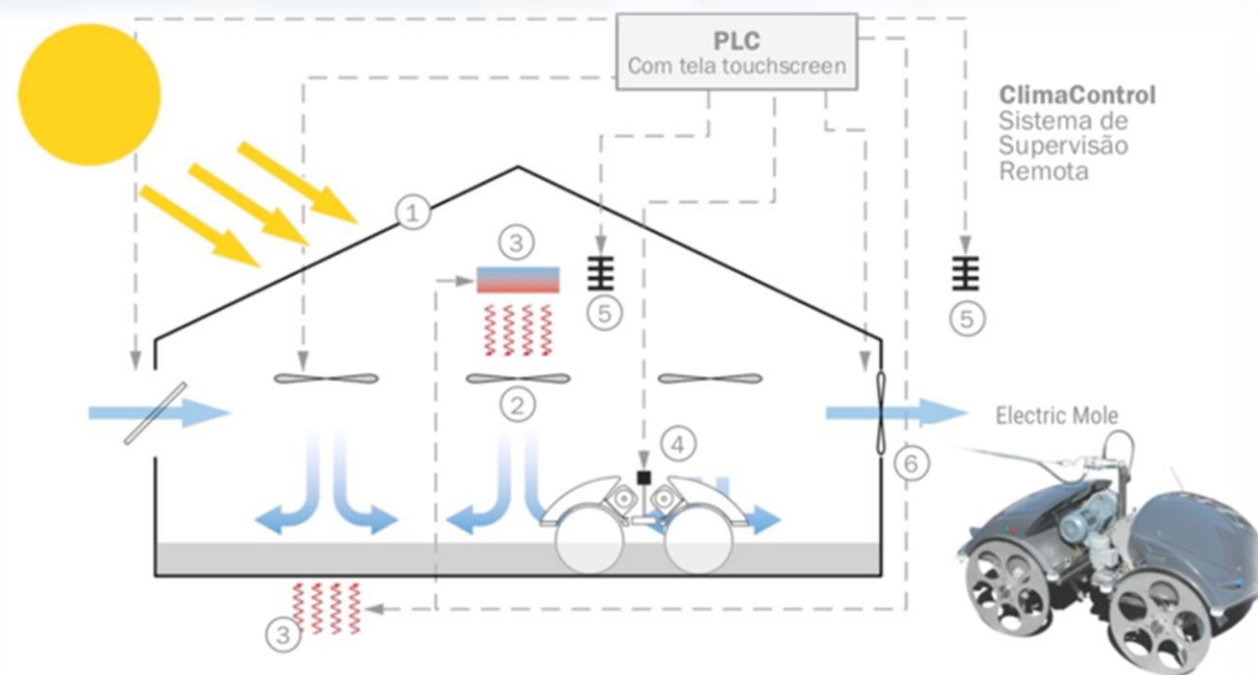 PLC
Com tela touchscreen
ClimaControl
Sistema de
Supervisão
Remota
1
3
5
5
2
Electric Mole
4
6
3